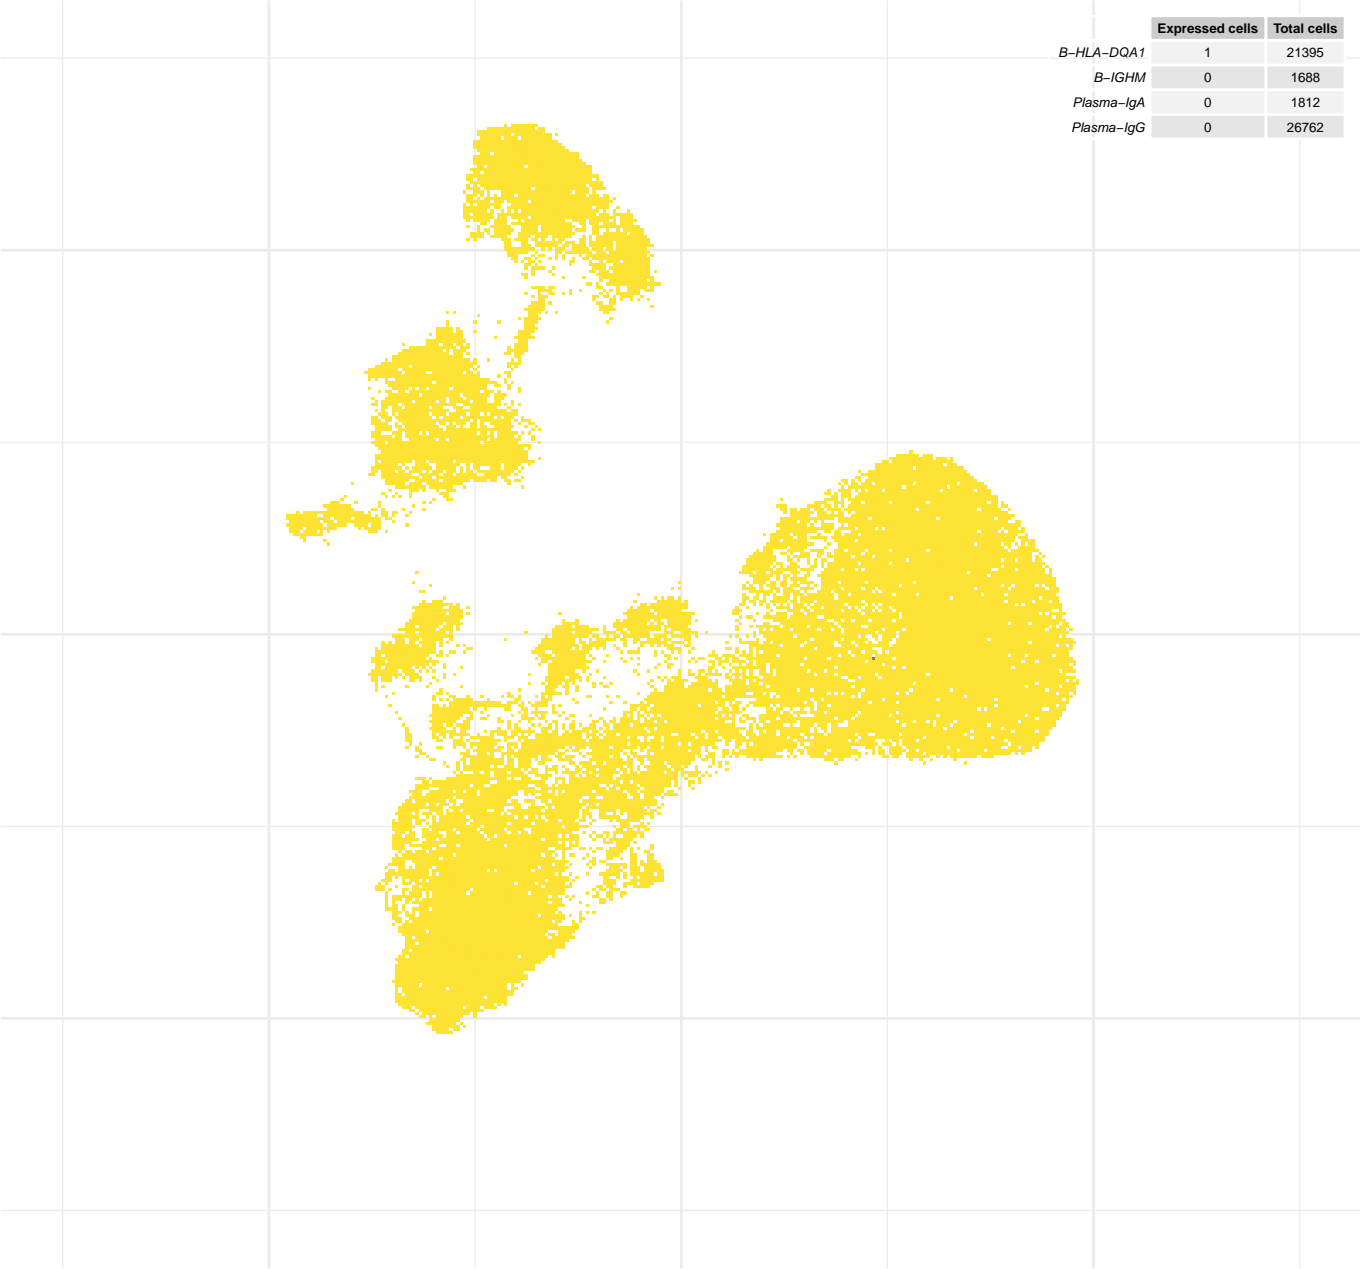 Expressed cells Total cells
B−HLA−DQA1 1 21395
B−IGHM 0 1688
Plasma−IgA 0 1812
Plasma−IgG 0 26762